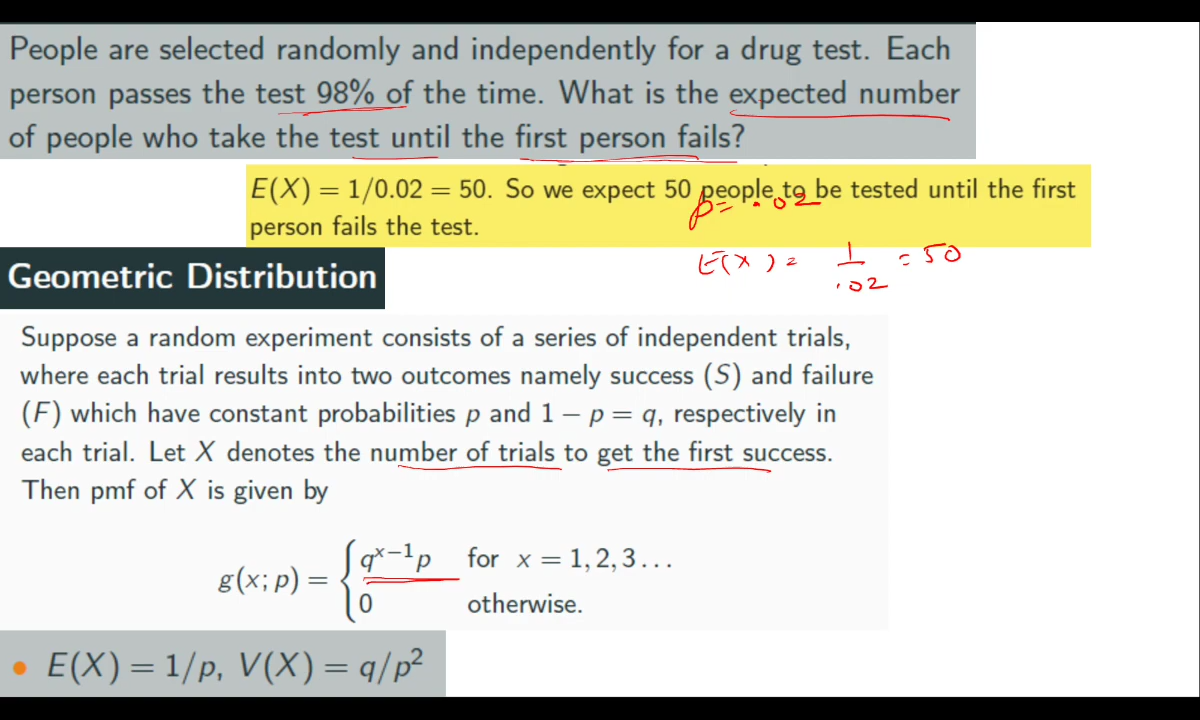 People are selected randomly and independently for a drug test. Each
person passes the test 98% of the time. What is the expected number
of people who take the test until the first person fails?
E(X) = 1/0.02 = 50. So we expect 50 people to be tested until the first
person fails the test.
p = .02
E(X) = 1/.02 = 50
Geometric Distribution
Suppose a random experiment consists of a series of independent trials,
where each trial results into two outcomes namely success (S) and failure
(F) which have constant probabilities p and 1 − p = q, respectively in
each trial. Let X denotes the number of trials to get the first success.
Then pmf of X is given by
g(x; p) = { q^{x−1}p for x = 1, 2, 3 . . .
0 otherwise.
• E(X) = 1/p, V(X) = q/p²